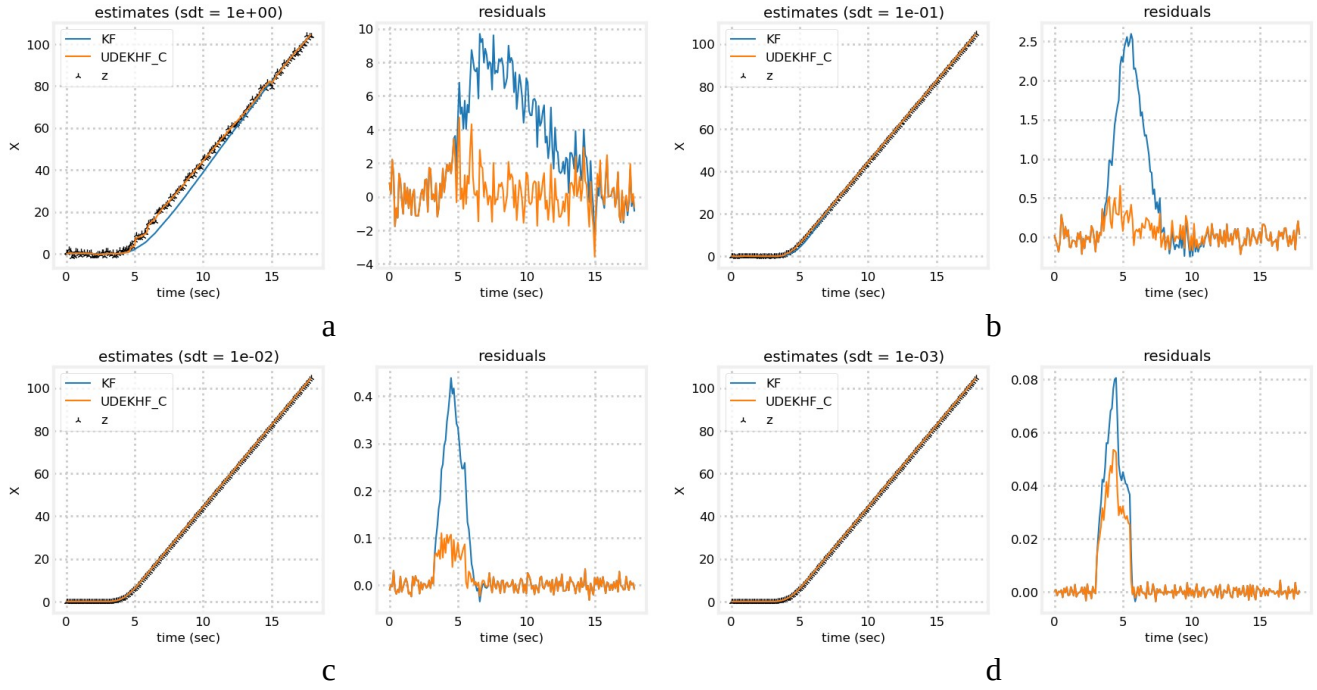 estimates (sdt = 1e+00)
KF
UDEKHF_C
z
X
100
80
60
40
20
0
0
5
10
15
time (sec)
residuals
10
8
6
4
2
0
−2
−4
0
5
10
15
time (sec)
a
estimates (sdt = 1e-01)
KF
UDEKHF_C
z
X
100
80
60
40
20
0
0
5
10
15
time (sec)
residuals
2.5
2.0
1.5
1.0
0.5
0.0
0
5
10
15
time (sec)
b
estimates (sdt = 1e-02)
KF
UDEKHF_C
z
X
100
80
60
40
20
0
0
5
10
15
time (sec)
residuals
0.4
0.3
0.2
0.1
0.0
0
5
10
15
time (sec)
c
estimates (sdt = 1e-03)
KF
UDEKHF_C
z
X
100
80
60
40
20
0
0
5
10
15
time (sec)
residuals
0.08
0.06
0.04
0.02
0.00
0
5
10
15
time (sec)
d